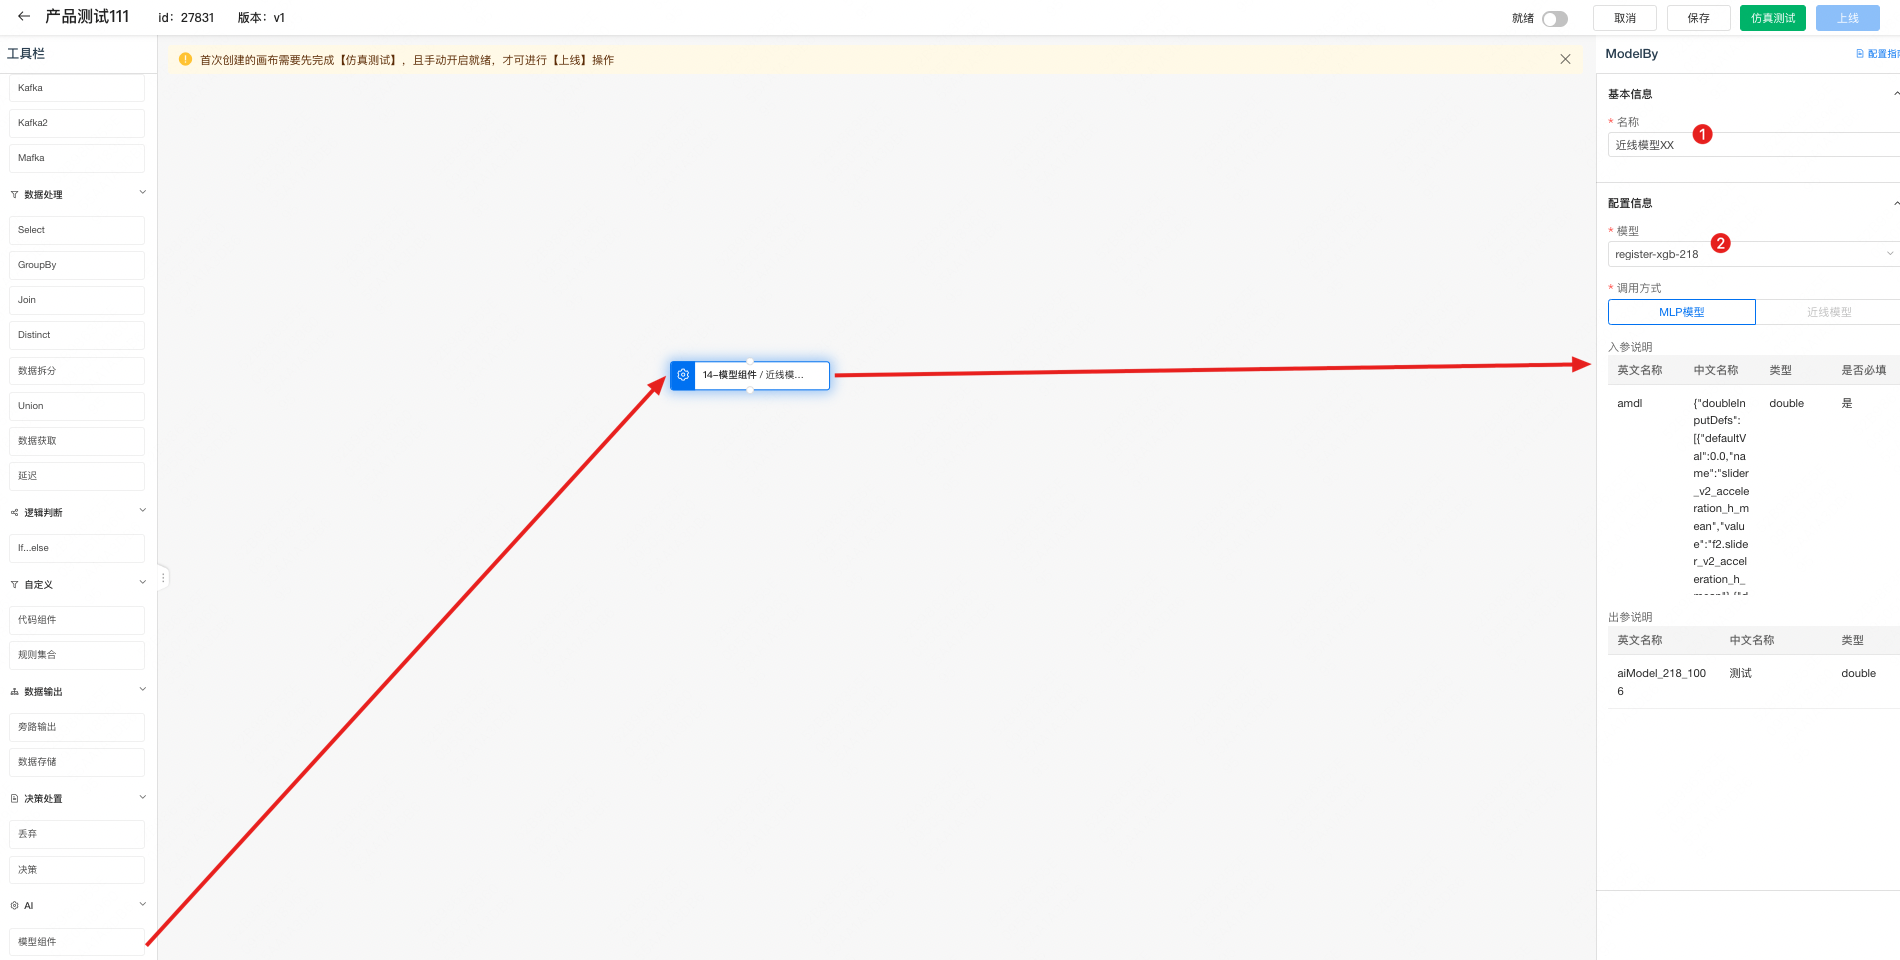 产品测试111 id：27831 版本：v1 就绪 取消 保存 仿真测试 上线
工具栏
Kafka
Kafka2
Mafka
数据处理
Select
GroupBy
Join
Distinct
数据拆分
Union
数据获取
延迟
逻辑判断
If...else
自定义
代码组件
规则集合
数据输出
旁路输出
数据存储
决策处置
丢弃
决策
AI
模型组件
首次创建的画布需要先完成【仿真测试】，且手动开启就绪，才可进行【上线】操作
14-模型组件 / 近线模...
ModelBy 配置指
基本信息
* 名称
1
近线模型XX
配置信息
* 模型
2
register-xgb-218
* 调用方式
MLP模型 近线模型
入参说明
英文名称 中文名称 类型 是否必填
amdl {"doubleIn double 是
putDefs":
[{"defaultV
al":0.0,"na
me":"slider
_v2_accele
ration_h_m
ean","valu
e":"f2.slide
r_v2_accel
eration_h_
mean"},{"d
出参说明
英文名称 中文名称 类型
aiModel_218_100 测试 double
6